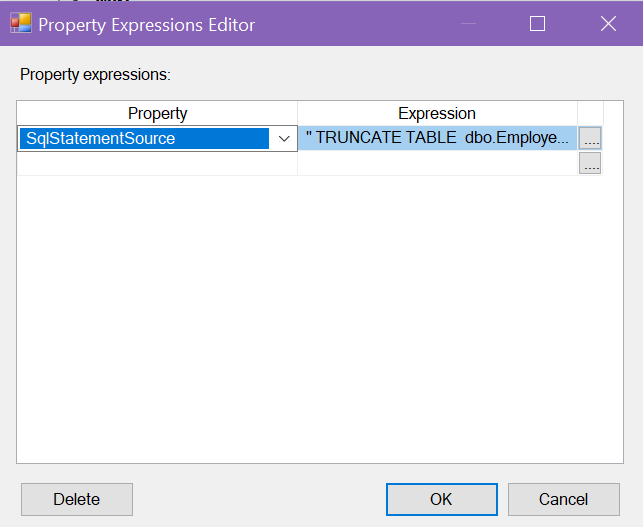 Property Expressions Editor
Property expressions:
Property Expression
SqlStatementSource " TRUNCATE TABLE dbo.Employe... ....
....
Delete OK Cancel